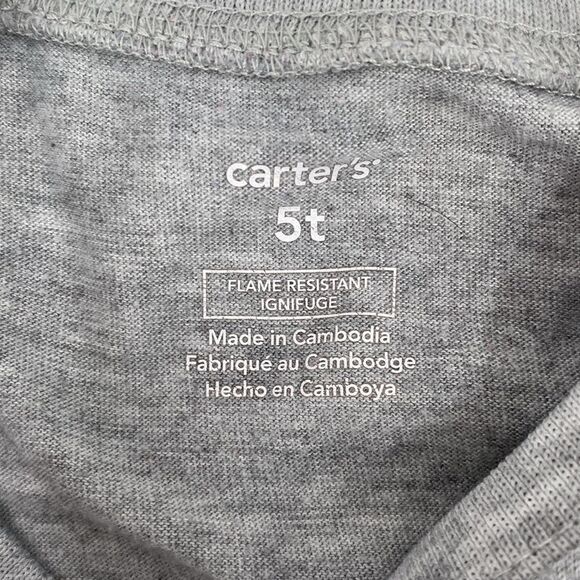 carter's
5t
FLAME RESISTANT
IGNIFUGE
Made in Cambodia
Fabriqué au Cambodge
Hecho en Camboya